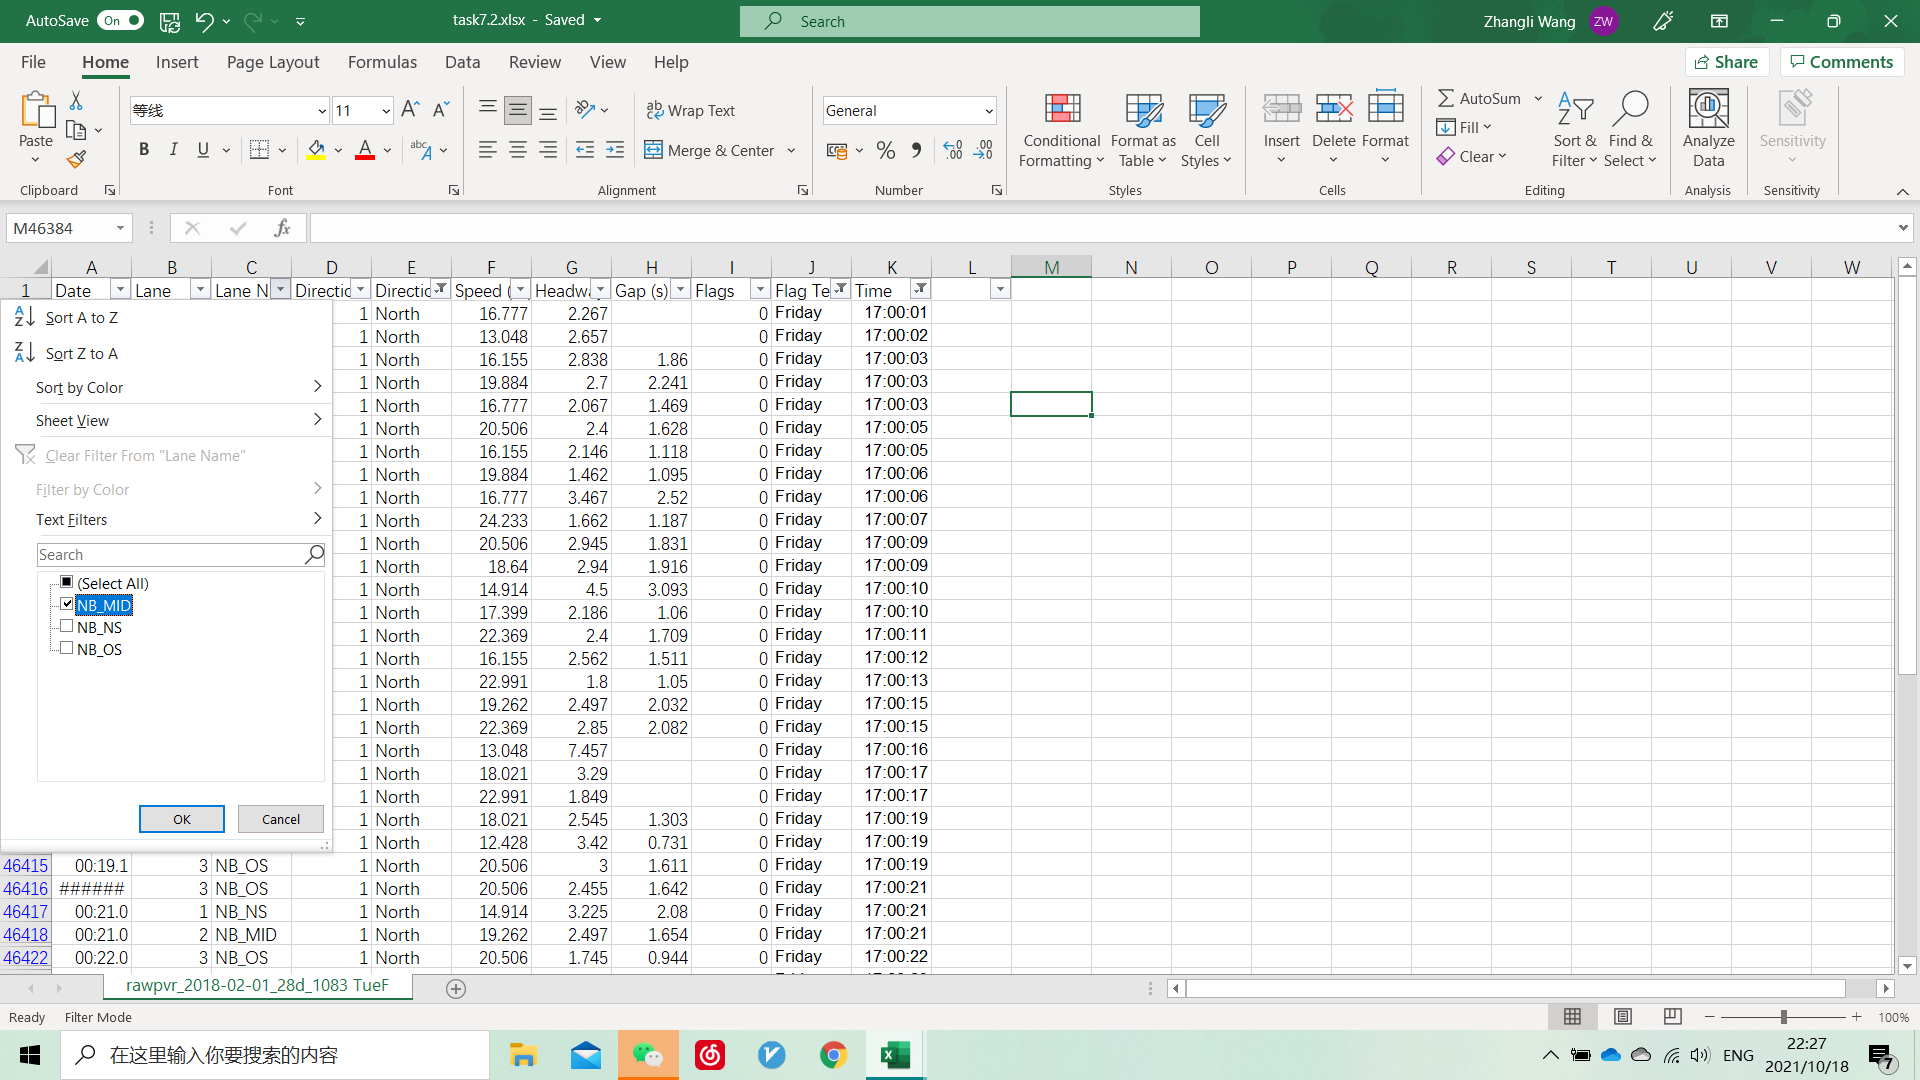 AutoSave On task7.2.xlsx - Saved Search Zhangli Wang ZW
File Home Insert Page Layout Formulas Data Review View Help Share Comments
Paste 等线 11 Wrap Text General Conditional Formatting Format as Table Cell Styles Insert Delete Format AutoSum Sort & Filter Find & Select Analyze Data Sensitivity
B I U Merge & Center Fill
Clear
Clipboard Font Alignment Number Styles Cells Editing Analysis Sensitivity
M46384 fx
A B C D E F G H I J K L M N O P Q R S T U V W
1 Date Lane Lane N Directic Directic Speed ( Headwa Gap (s) Flags Flag Te Time
1 North 16.777 2.267 0 Friday 17:00:01
1 North 13.048 2.657 0 Friday 17:00:02
1 North 16.155 2.838 1.86 0 Friday 17:00:03
1 North 19.884 2.7 2.241 0 Friday 17:00:03
1 North 16.777 2.067 1.469 0 Friday 17:00:03
1 North 20.506 2.4 1.628 0 Friday 17:00:05
1 North 16.155 2.146 1.118 0 Friday 17:00:05
1 North 19.884 1.462 1.095 0 Friday 17:00:06
1 North 16.777 3.467 2.52 0 Friday 17:00:06
1 North 24.233 1.662 1.187 0 Friday 17:00:07
1 North 20.506 2.945 1.831 0 Friday 17:00:09
1 North 18.64 2.94 1.916 0 Friday 17:00:09
1 North 14.914 4.5 3.093 0 Friday 17:00:10
1 North 17.399 2.186 1.06 0 Friday 17:00:10
1 North 22.369 2.4 1.709 0 Friday 17:00:11
1 North 16.155 2.562 1.511 0 Friday 17:00:12
1 North 22.991 1.8 1.05 0 Friday 17:00:13
1 North 19.262 2.497 2.032 0 Friday 17:00:15
1 North 22.369 2.85 2.082 0 Friday 17:00:15
1 North 13.048 7.457 0 Friday 17:00:16
1 North 18.021 3.29 0 Friday 17:00:17
1 North 22.991 1.849 0 Friday 17:00:17
1 North 18.021 2.545 1.303 0 Friday 17:00:19
1 North 12.428 3.42 0.731 0 Friday 17:00:19
46415 00:19.1 3 NB_OS 1 North 20.506 3 1.611 0 Friday 17:00:19
46416 ###### 3 NB_OS 1 North 20.506 2.455 1.642 0 Friday 17:00:21
46417 00:21.0 1 NB_NS 1 North 14.914 3.225 2.08 0 Friday 17:00:21
46418 00:21.0 2 NB_MID 1 North 19.262 2.497 1.654 0 Friday 17:00:21
46422 00:22.0 3 NB_OS 1 North 20.506 1.745 0.944 0 Friday 17:00:22
Sort A to Z
Sort Z to A
Sort by Color
Sheet View
Clear Filter From "Lane Name"
Filter by Color
Text Filters
Search
(Select All)
NB_MID
NB_NS
NB_OS
OK Cancel
rawpvr_2018-02-01_28d_1083 TueF
Ready Filter Mode 100%
在这里输入你要搜索的内容 ENG 22:27
2021/10/18 7